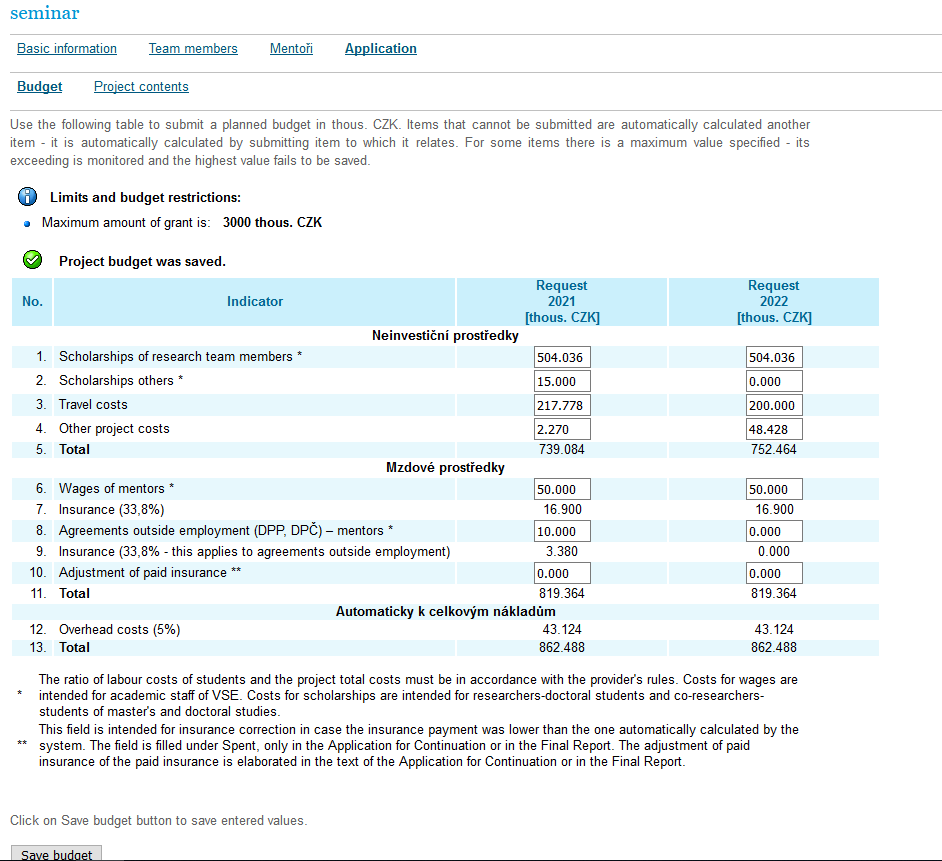 seminar
Basic information Team members Mentoři Application
Budget Project contents
Use the following table to submit a planned budget in thous. CZK. Items that cannot be submitted are automatically calculated another
item - it is automatically calculated by submitting item to which it relates. For some items there is a maximum value specified - its
exceeding is monitored and the highest value fails to be saved.
Limits and budget restrictions:
Maximum amount of grant is: 3000 thous. CZK
Project budget was saved.
No. Indicator Request 2021 [thous. CZK] Request 2022 [thous. CZK]
Neinvestiční prostředky
1. Scholarships of research team members * 504.036 504.036
2. Scholarships others * 15.000 0.000
3. Travel costs 217.778 200.000
4. Other project costs 2.270 48.428
5. Total 739.084 752.464
Mzdové prostředky
6. Wages of mentors * 50.000 50.000
7. Insurance (33,8%) 16.900 16.900
8. Agreements outside employment (DPP, DPČ) – mentors * 10.000 0.000
9. Insurance (33,8% - this applies to agreements outside employment) 3.380 0.000
10. Adjustment of paid insurance ** 0.000 0.000
11. Total 819.364 819.364
Automaticky k celkovým nákladům
12. Overhead costs (5%) 43.124 43.124
13. Total 862.488 862.488
The ratio of labour costs of students and the project total costs must be in accordance with the provider's rules. Costs for wages are
* intended for academic staff of VSE. Costs for scholarships are intended for researchers-doctoral students and co-researchers-
students of master's and doctoral studies.
This field is intended for insurance correction in case the insurance payment was lower than the one automatically calculated by the
** system. The field is filled under Spent, only in the Application for Continuation or in the Final Report. The adjustment of paid
insurance of the paid insurance is elaborated in the text of the Application for Continuation or in the Final Report.
Click on Save budget button to save entered values.
Save budget